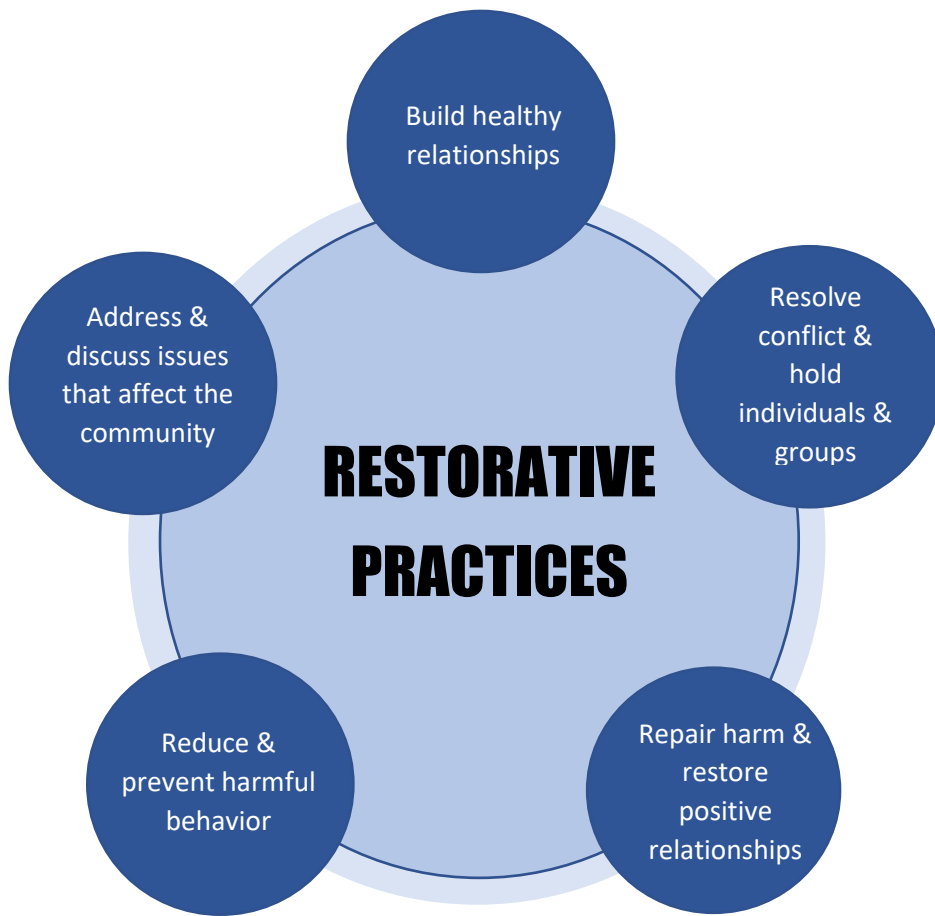 Build healthy
relationships
Resolve
conflict &
hold
individuals &
groups
Repair harm &
restore
positive
relationships
Reduce &
prevent harmful
behavior
Address &
discuss issues
that affect the
community
RESTORATIVE
PRACTICES